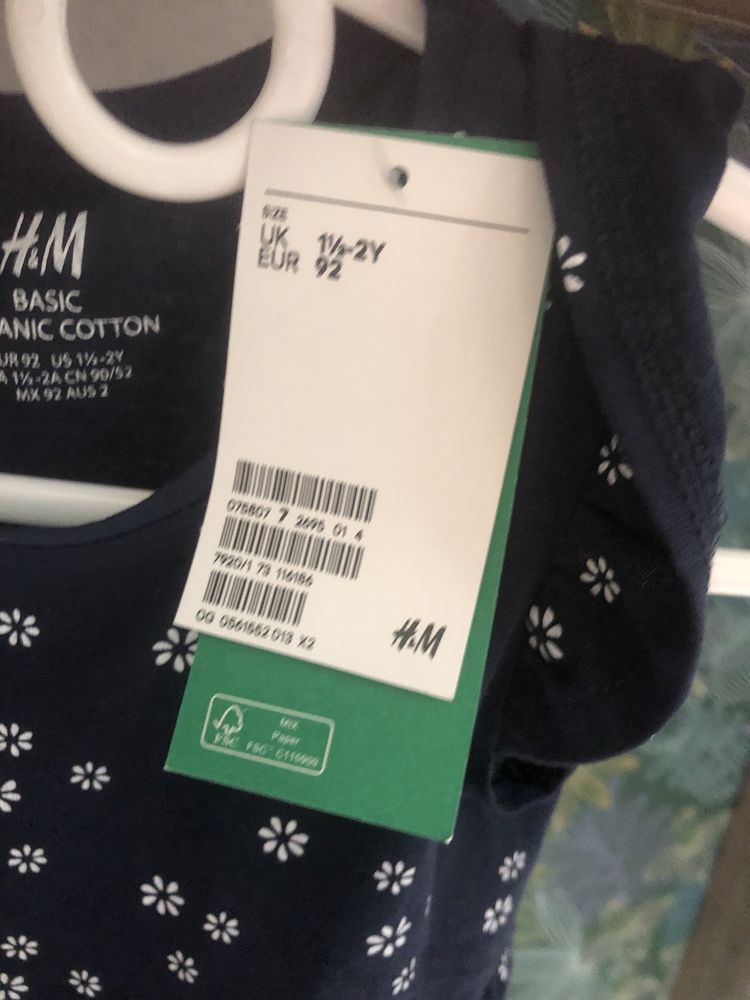 H&M
BASIC
ANIC COTTON
UR 92 US 1½-2Y
A 1½-2A CN 90/52
MX 92 AUS 2
SIZE
UK 1½-2Y
EUR 92
075807 7 2695 01 4
7920/1 73 116186
OG 0561552 013 X2
H&M
FSC
MIX
Paper
FSC™ C115909